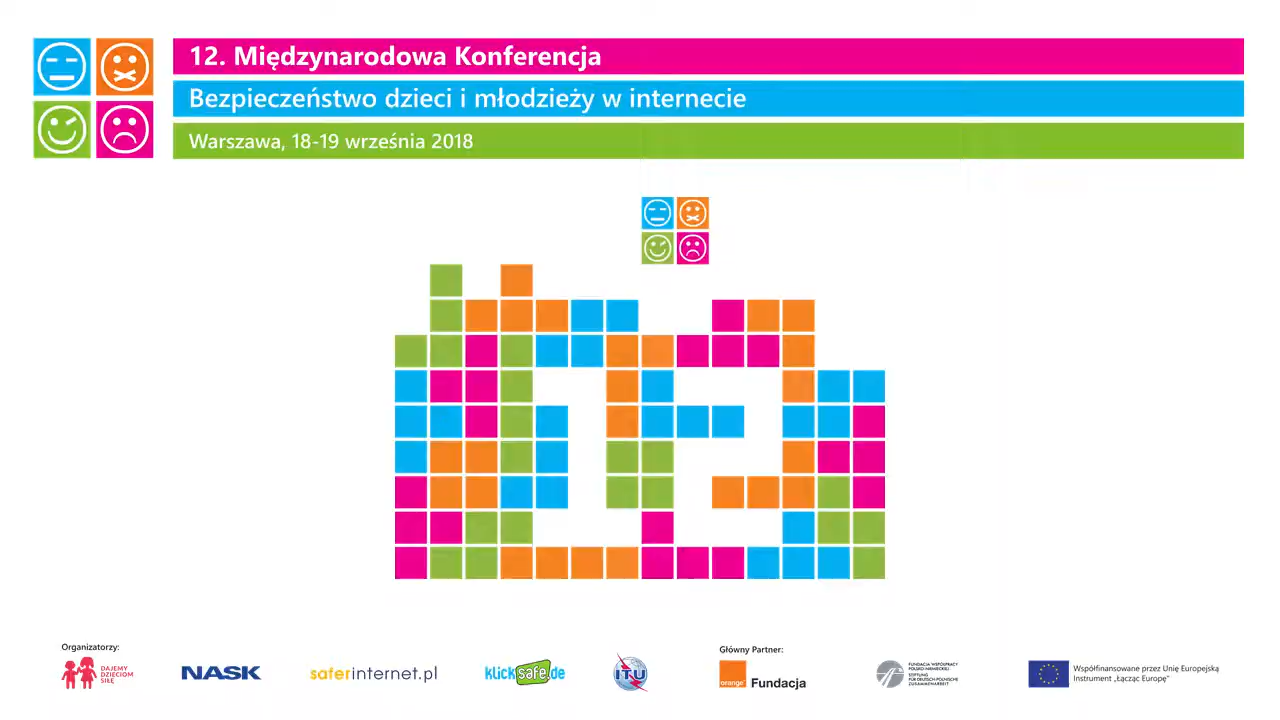 12. Międzynarodowa Konferencja
Bezpieczeństwo dzieci i młodzieży w internecie
Warszawa, 18-19 września 2018
Organizatorzy:
DAJEMY
DZIECIOM
SIŁĘ
NASK
saferinternet.pl
klicksafe.de
ITU
Główny Partner:
orange
Fundacja
FUNDACJA WSPÓŁPRACY
POLSKO-NIEMIECKIEJ
STIFTUNG
FÜR DEUTSCH-POLNISCHE
ZUSAMMENARBEIT
Współfinansowane przez Unię Europejską
Instrument „Łącząc Europę"